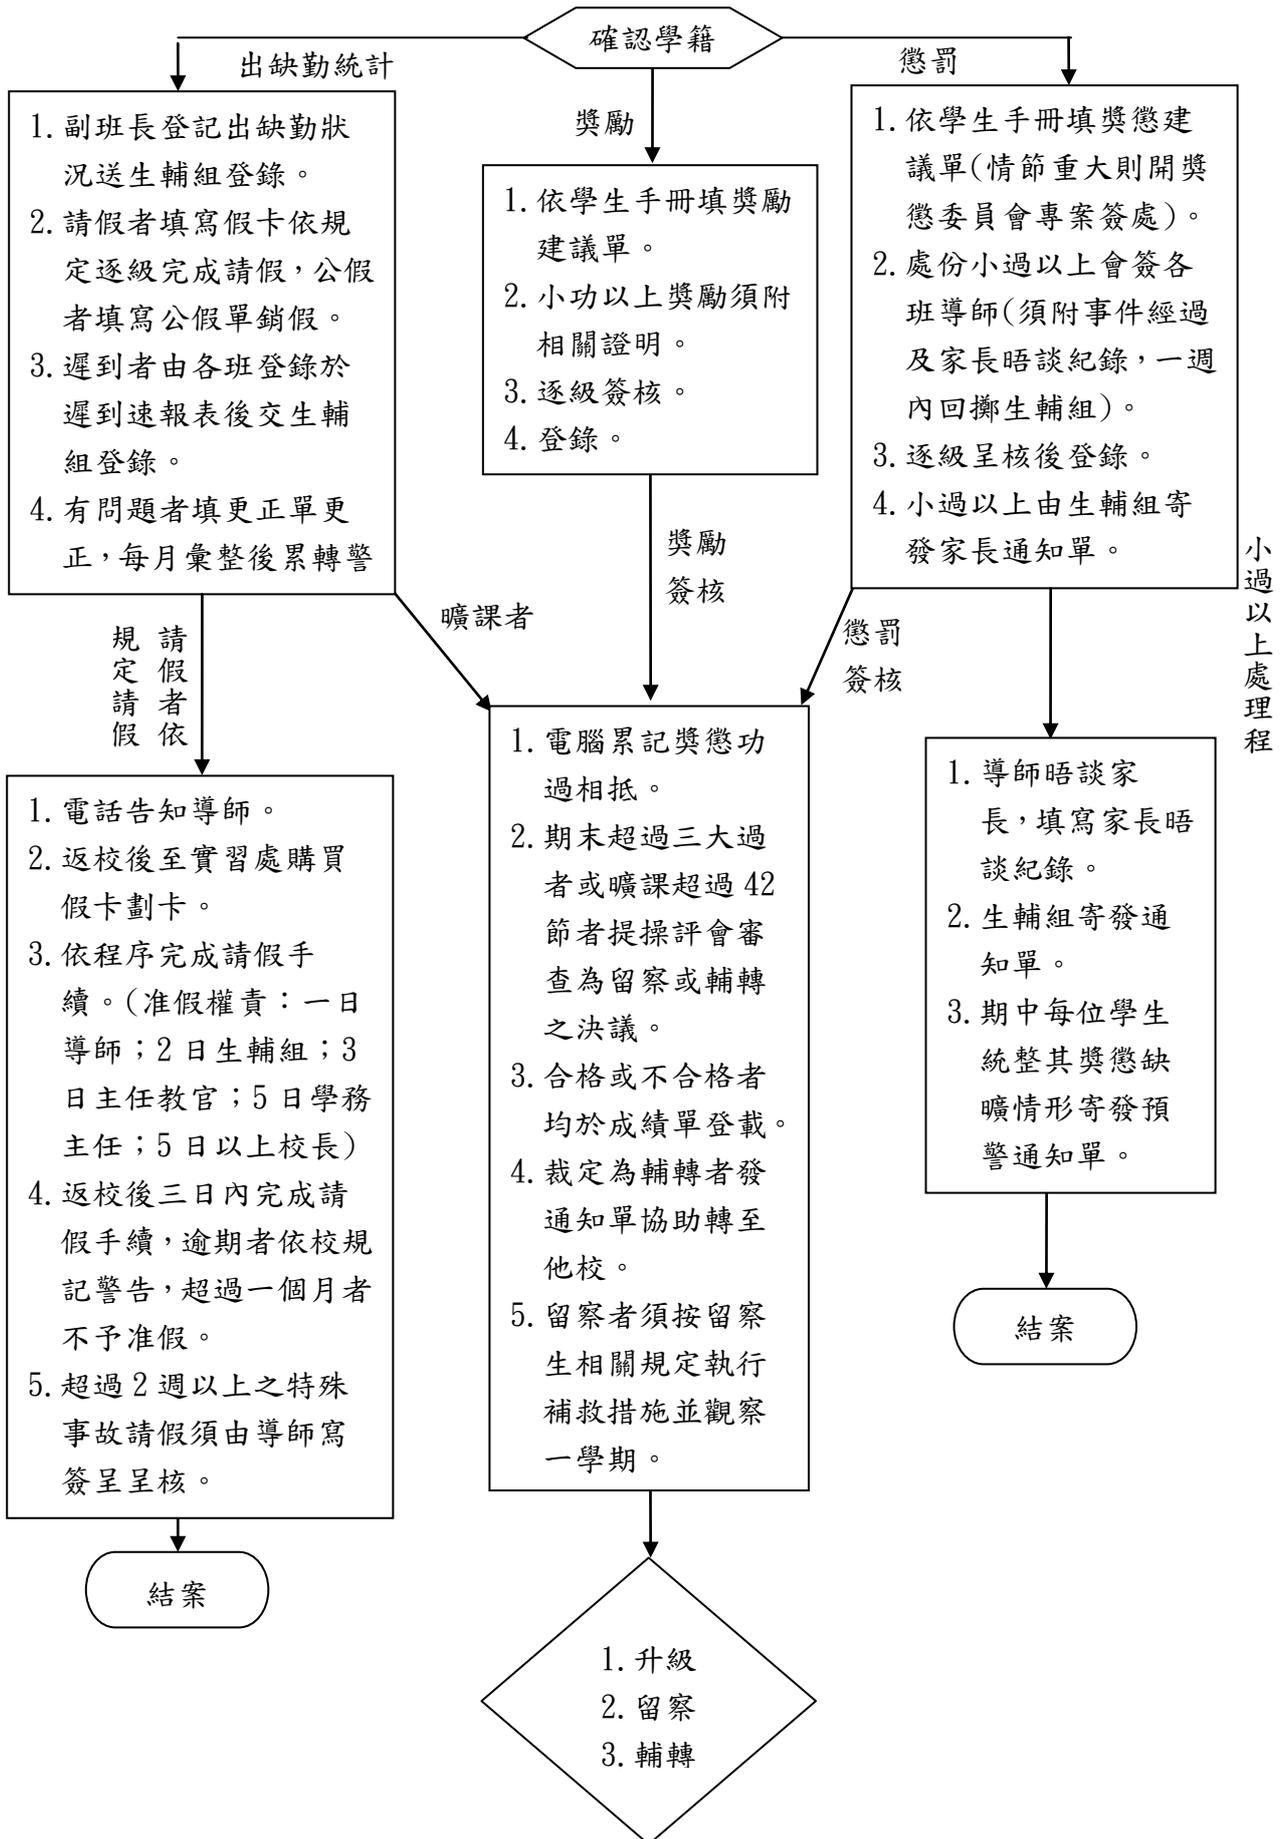 確認學籍
出缺勤統計
1. 副班長登記出缺勤狀
況送生輔組登錄。
2. 請假者填寫假卡依規
定逐級完成請假，公假
者填寫公假單銷假。
3. 遲到者由各班登錄於
遲到速報表後交生輔
組登錄。
4. 有問題者填更正單更
正，每月彙整後累轉警
獎勵
1. 依學生手冊填獎勵
建議單。
2. 小功以上獎勵須附
相關證明。
3. 逐級簽核。
4. 登錄。
懲罰
1. 依學生手冊填獎懲建
議單(情節重大則開獎
懲委員會專案簽處)。
2. 處份小過以上會簽各
班導師(須附事件經過
及家長晤談紀錄，一週
內回擲生輔組)。
3. 逐級呈核後登錄。
4. 小過以上由生輔組寄
發家長通知單。
請假者依
規定請假
曠課者
獎勵
簽核
懲罰
簽核
小過以上處理程
1. 電話告知導師。
2. 返校後至實習處購買
假卡劃卡。
3. 依程序完成請假手
續。(准假權責：一日
導師；2 日生輔組；3
日主任教官；5 日學務
主任；5 日以上校長)
4. 返校後三日內完成請
假手續，逾期者依校規
記警告，超過一個月者
不予准假。
5. 超過 2 週以上之特殊
事故請假須由導師寫
簽呈呈核。
結案
1. 電腦累記獎懲功
過相抵。
2. 期末超過三大過
者或曠課超過 42
節者提操評會審
查為留察或輔轉
之決議。
3. 合格或不合格者
均於成績單登載。
4. 裁定為輔轉者發
通知單協助轉至
他校。
5. 留察者須按留察
生相關規定執行
補救措施並觀察
一學期。
1. 導師晤談家
長，填寫家長晤
談紀錄。
2. 生輔組寄發通
知單。
3. 期中每位學生
統整其獎懲缺
曠情形寄發預
警通知單。
結案
1. 升級
2. 留察
3. 輔轉